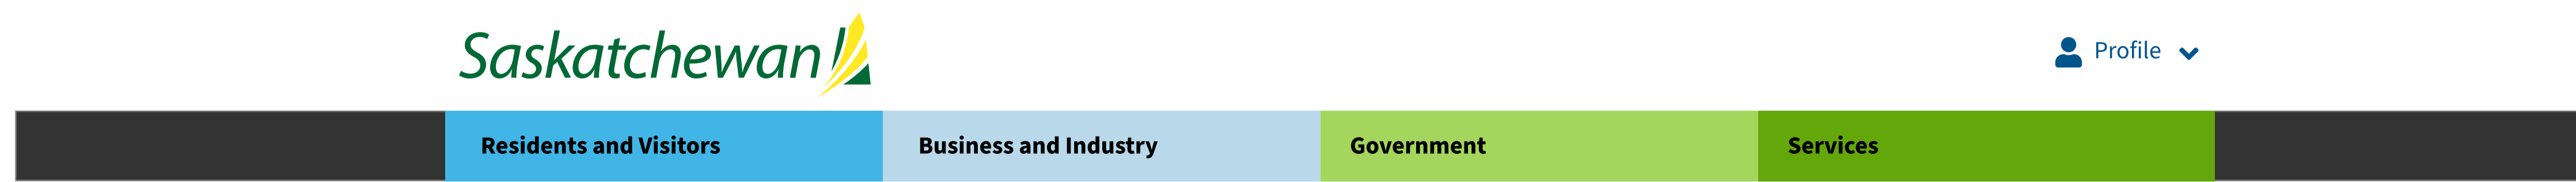 Saskatchewan
Profile
Residents and Visitors
Business and Industry
Government
Services